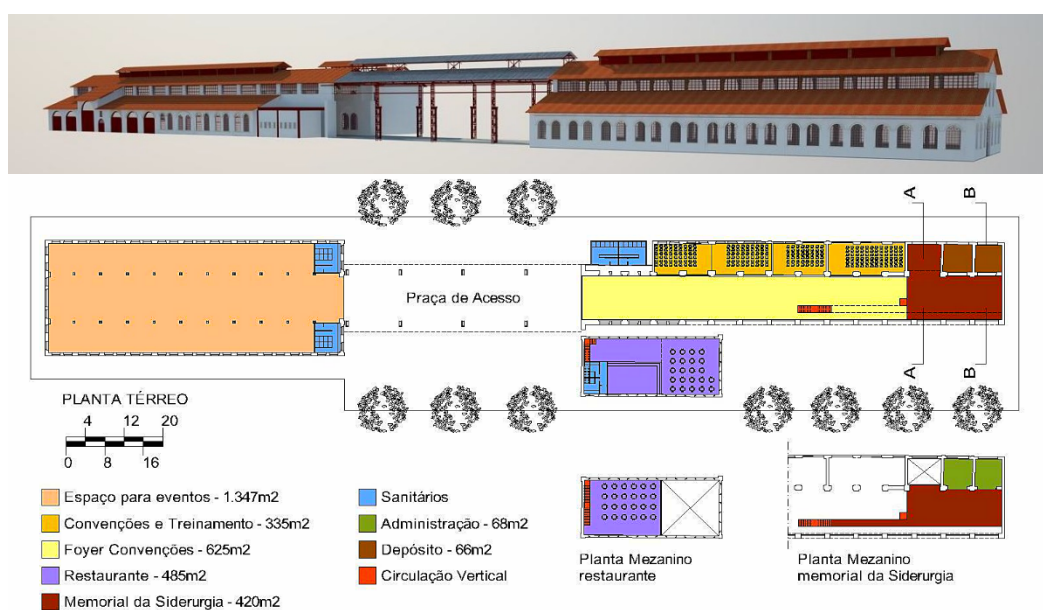 A
B
Praça de Acesso
A
B
PLANTA TÉRREO
4 12 20
0 8 16
Espaço para eventos - 1.347m2
Convenções e Treinamento - 335m2
Foyer Convenções - 625m2
Restaurante - 485m2
Memorial da Siderurgia - 420m2
Sanitários
Administração - 68m2
Depósito - 66m2
Circulação Vertical
Planta Mezanino
restaurante
Planta Mezanino
memorial da Siderurgia